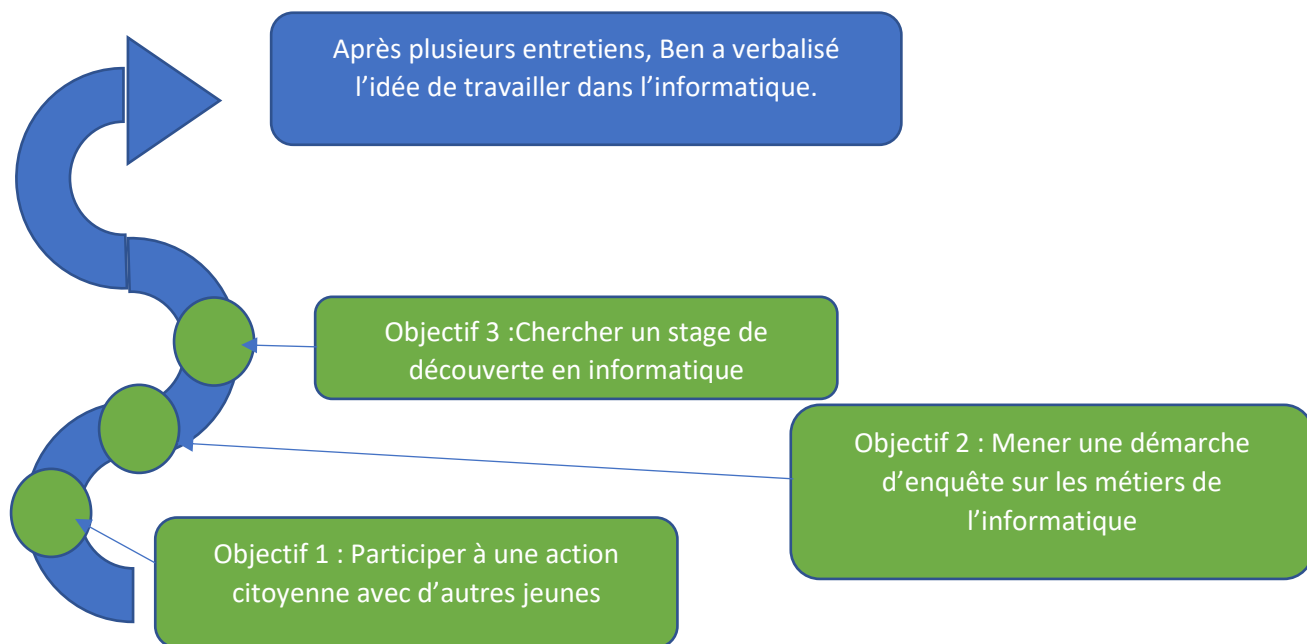 Après plusieurs entretiens, Ben a verbalisé
l’idée de travailler dans l’informatique.
Objectif 3 :Chercher un stage de
découverte en informatique
Objectif 2 : Mener une démarche
d’enquête sur les métiers de
l’informatique
Objectif 1 : Participer à une action
citoyenne avec d’autres jeunes